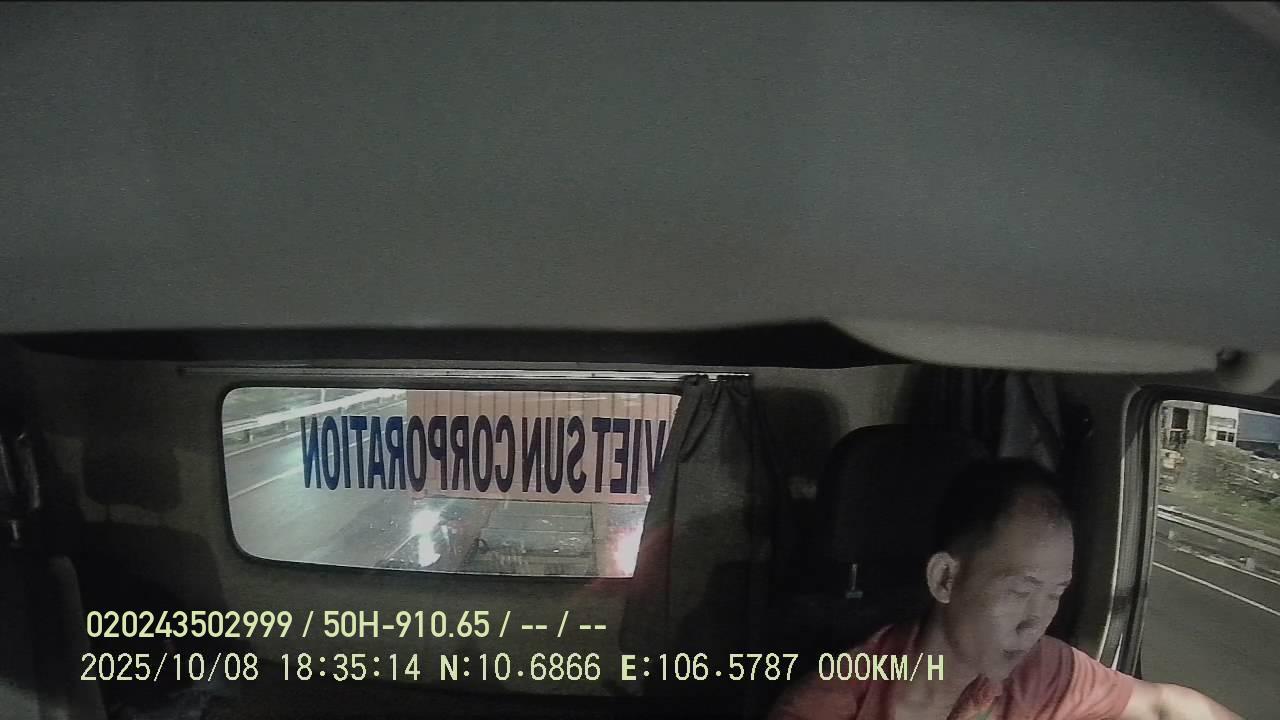 VIET SUN CORPORATION
020243502999 / 50H-910.65 / -- / --
2025/10/08 18:35:14 N:10.6866 E:106.5787 000KM/H